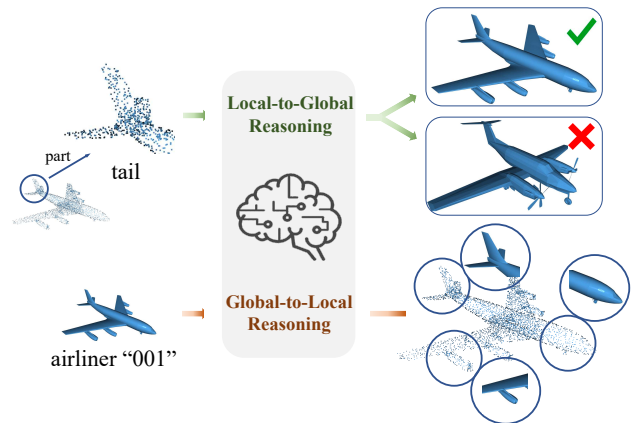 Local-to-Global
Reasoning
part
tail
Global-to-Local
Reasoning
airliner “001”